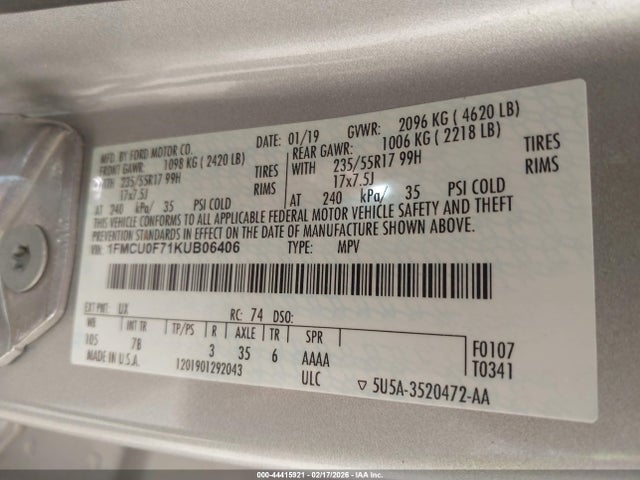 MFD. BY FORD MOTOR CO. DATE: 01/19 GVWR: 2096 KG ( 4620 LB)
FRONT GAWR: 1098 KG ( 2420 LB) REAR GAWR: 1006 KG ( 2218 LB)
WITH 235/55R17 99H TIRES WITH 235/55R17 99H TIRES
17x7.5J RIMS 17x7.5J RIMS
AT 240 kPa/ 35 PSI COLD AT 240 kPa/ 35 PSI COLD
THIS VEHICLE CONFORMS TO ALL APPLICABLE FEDERAL MOTOR VEHICLE SAFETY AND THEFT
PREVENTION STANDARDS IN EFFECT ON THE DATE OF MANUFACTURE SHOWN ABOVE.
VIN: 1FMCU0F71KUB06406 TYPE: MPV
EXT PNT: UX RC: 74 DSO:
WB INT TR TP/PS R AXLE TR SPR
105 7B 3 35 6 AAAA F0107
MADE IN U.S.A. 1201901292043 ULC T0341
▽ 5U5A-3520472-AA
000-44415921 - 02/17/2026 - IAA Inc.